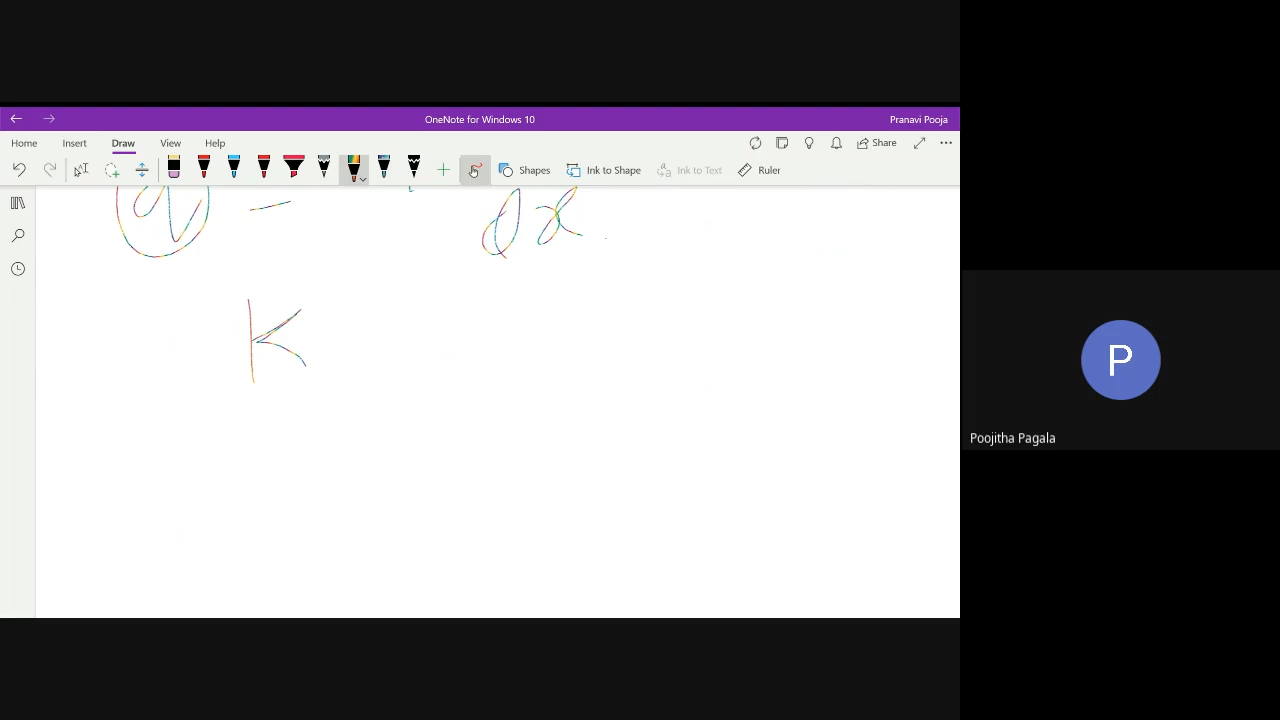 OneNote for Windows 10
Pranavi Pooja
Home Insert Draw View Help
Share
Shapes Ink to Shape Ink to Text Ruler
q -
∂x
K
P
Poojitha Pagala